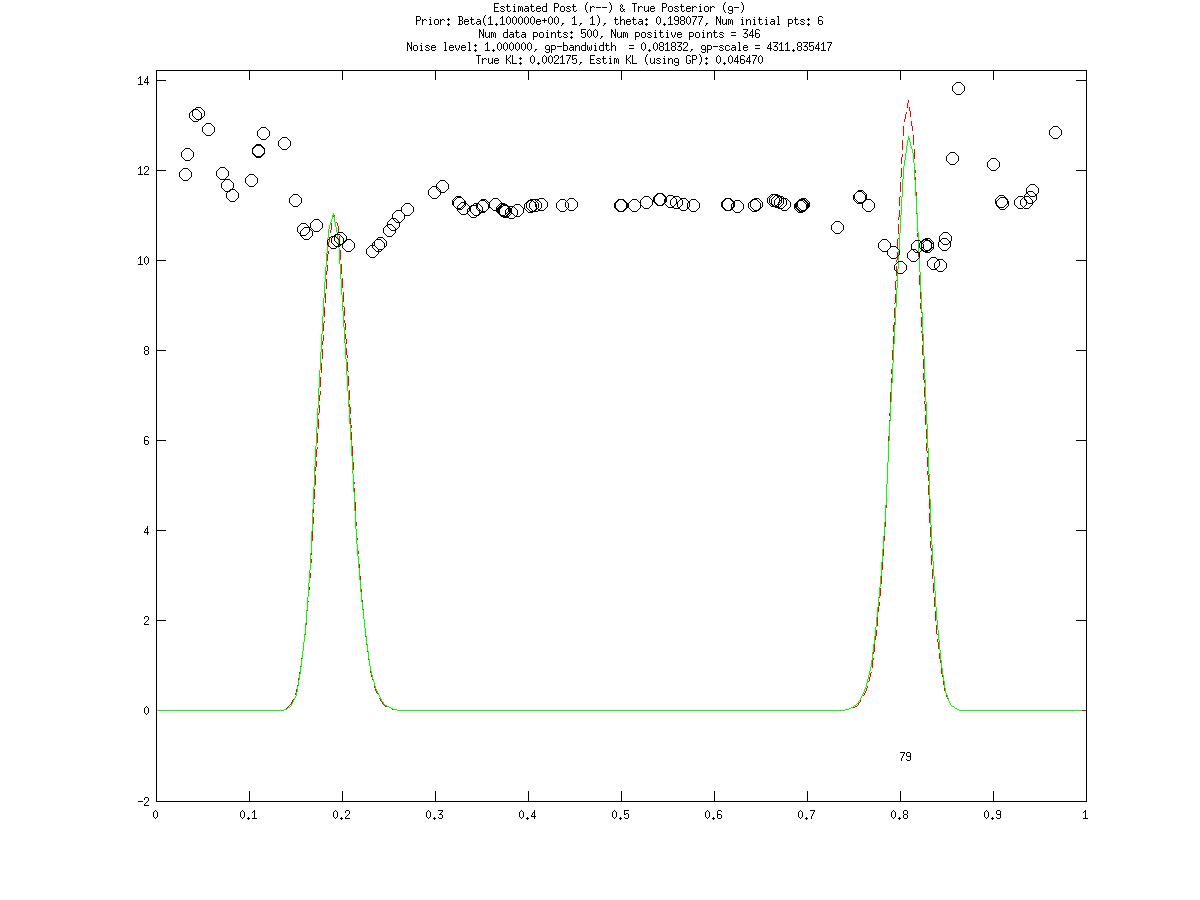 Estimated Post (r--) & True Posterior (g-)
Prior: Beta(1.100000e+00, 1, 1), theta: 0.198077, Num initial pts: 6
Num data points: 500, Num positive points = 346
Noise level: 1.000000, gp-bandwidth  = 0.081832, gp-scale = 4311.835417
True KL: 0.002175, Estim KL (using GP): 0.046470
14
12
10
8
6
4
2
0
79
-2
0 0.1 0.2 0.3 0.4 0.5 0.6 0.7 0.8 0.9 1